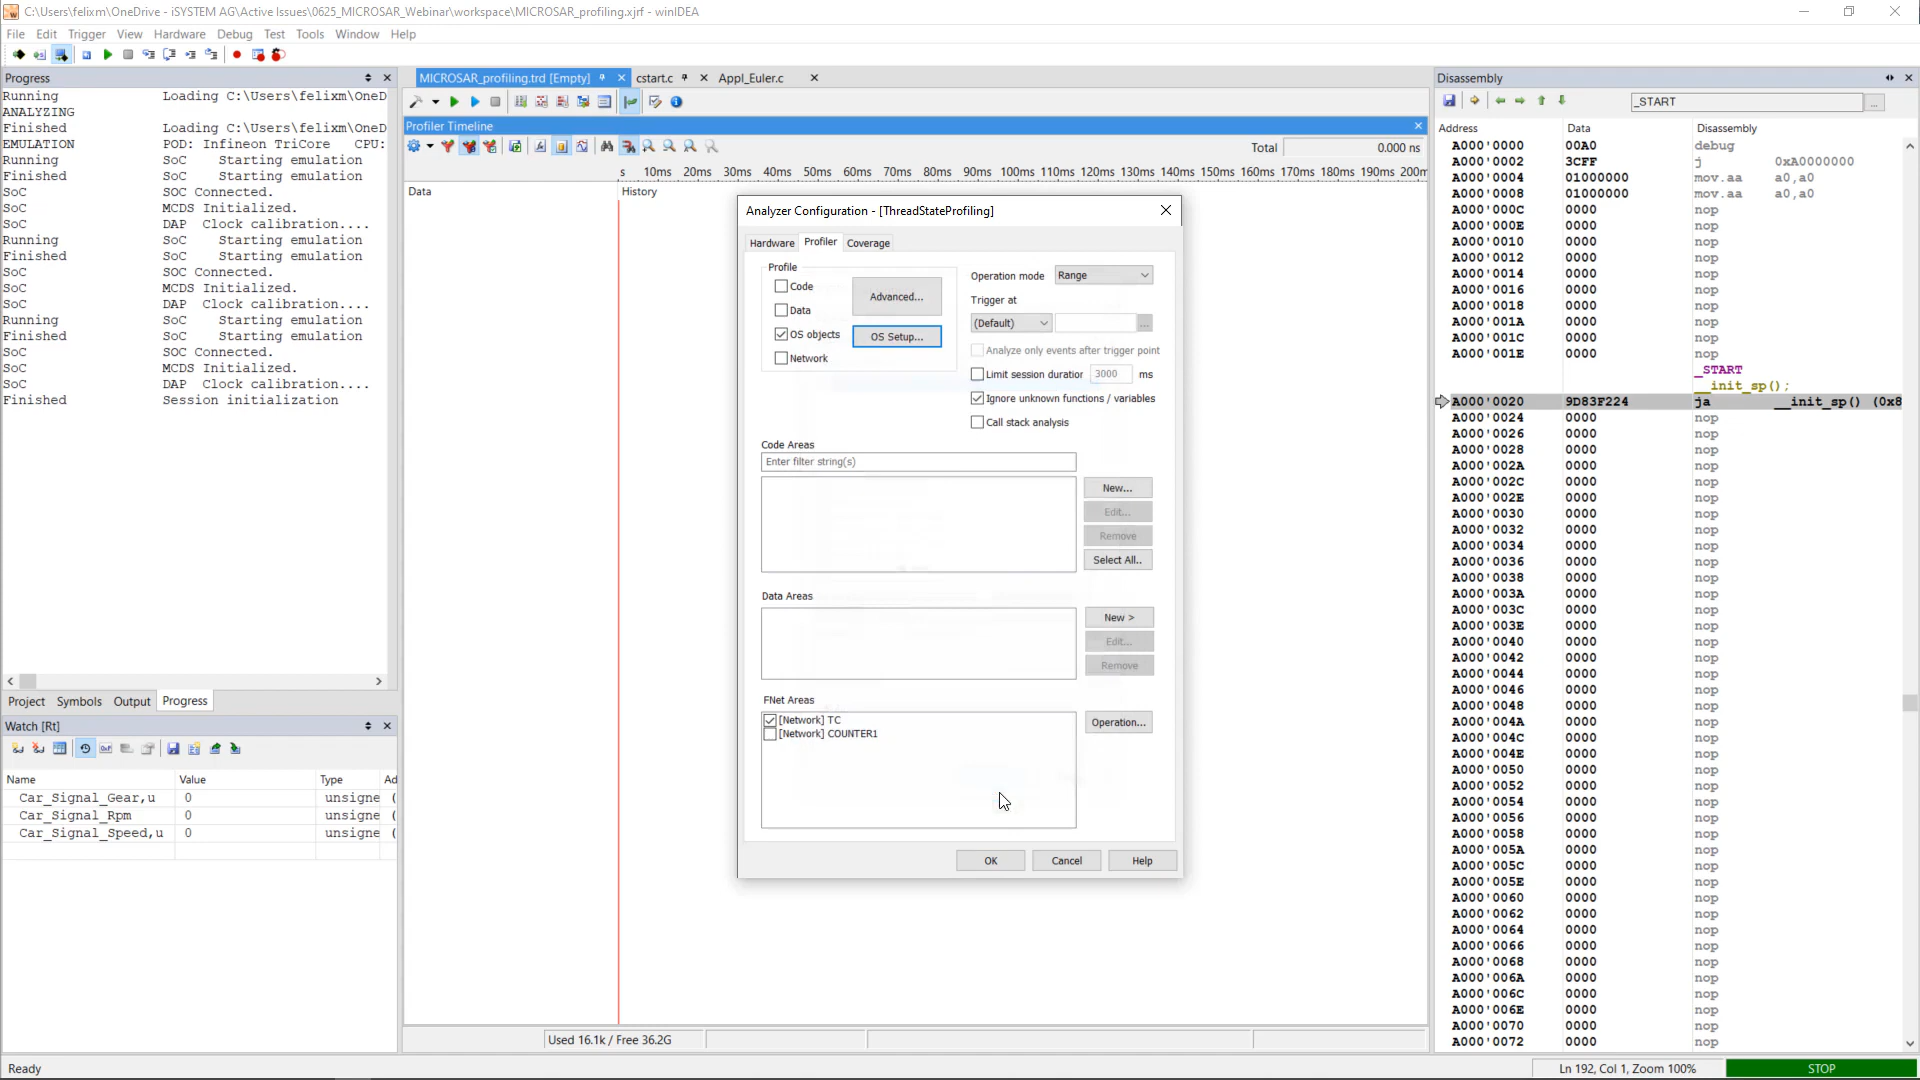 C:\Users\felixm\OneDrive - iSYSTEM AG\Active Issues\0625_MICROSAR_Webinar\workspace\MICROSAR_profiling.xjrf - winIDEA
File Edit Trigger View Hardware Debug Test Tools Window Help
Progress
Running Loading C:\Users\felixm\OneD
ANALYZING
Finished Loading C:\Users\felixm\OneD
EMULATION POD: Infineon TriCore CPU:
Running SoC Starting emulation
Finished SoC Starting emulation
SoC SOC Connected.
SoC MCDS Initialized.
SoC DAP Clock calibration....
Running SoC Starting emulation
Finished SoC Starting emulation
SoC SOC Connected.
SoC MCDS Initialized.
SoC DAP Clock calibration....
Running SoC Starting emulation
Finished SoC Starting emulation
SoC SOC Connected.
SoC MCDS Initialized.
SoC DAP Clock calibration....
Finished Session initialization
Project Symbols Output Progress
Watch [Rt]
Name Value Type Ad
Car_Signal_Gear,u 0 unsigne (
Car_Signal_Rpm 0 unsigne (
Car_Signal_Speed,u 0 unsigne (
MICROSAR_profiling.trd [Empty] cstart.c Appl_Euler.c
Profiler Timeline
Total 0.000 ns
s 10ms 20ms 30ms 40ms 50ms 60ms 70ms 80ms 90ms 100ms 110ms 120ms 130ms 140ms 150ms 160ms 170ms 180ms 190ms 200m
Data History
Analyzer Configuration - [ThreadStateProfiling]
Hardware Profiler Coverage
Profile
Code
Data
OS objects
Network
Advanced...
OS Setup...
Operation mode Range
Trigger at
(Default) ...
Analyze only events after trigger point
Limit session duration 3000 ms
Ignore unknown functions / variables
Call stack analysis
Code Areas
Enter filter string(s)
New...
Edit...
Remove
Select All..
Data Areas
New >
Edit...
Remove
FNet Areas
[Network] TC
[Network] COUNTER1
Operation...
OK Cancel Help
Used 16.1k / Free 36.2G
Disassembly
_START ...
Address Data Disassembly
A000'0000 00A0 debug
A000'0002 3CFF j 0xA0000000
A000'0004 01000000 mov.aa a0,a0
A000'0008 01000000 mov.aa a0,a0
A000'000C 0000 nop
A000'000E 0000 nop
A000'0010 0000 nop
A000'0012 0000 nop
A000'0014 0000 nop
A000'0016 0000 nop
A000'0018 0000 nop
A000'001A 0000 nop
A000'001C 0000 nop
A000'001E 0000 nop
_START
__init_sp();
A000'0020 9D83F224 ja __init_sp() (0x8
A000'0024 0000 nop
A000'0026 0000 nop
A000'0028 0000 nop
A000'002A 0000 nop
A000'002C 0000 nop
A000'002E 0000 nop
A000'0030 0000 nop
A000'0032 0000 nop
A000'0034 0000 nop
A000'0036 0000 nop
A000'0038 0000 nop
A000'003A 0000 nop
A000'003C 0000 nop
A000'003E 0000 nop
A000'0040 0000 nop
A000'0042 0000 nop
A000'0044 0000 nop
A000'0046 0000 nop
A000'0048 0000 nop
A000'004A 0000 nop
A000'004C 0000 nop
A000'004E 0000 nop
A000'0050 0000 nop
A000'0052 0000 nop
A000'0054 0000 nop
A000'0056 0000 nop
A000'0058 0000 nop
A000'005A 0000 nop
A000'005C 0000 nop
A000'005E 0000 nop
A000'0060 0000 nop
A000'0062 0000 nop
A000'0064 0000 nop
A000'0066 0000 nop
A000'0068 0000 nop
A000'006A 0000 nop
A000'006C 0000 nop
A000'006E 0000 nop
A000'0070 0000 nop
A000'0072 0000 nop
Ready
Ln 192, Col 1, Zoom 100% STOP